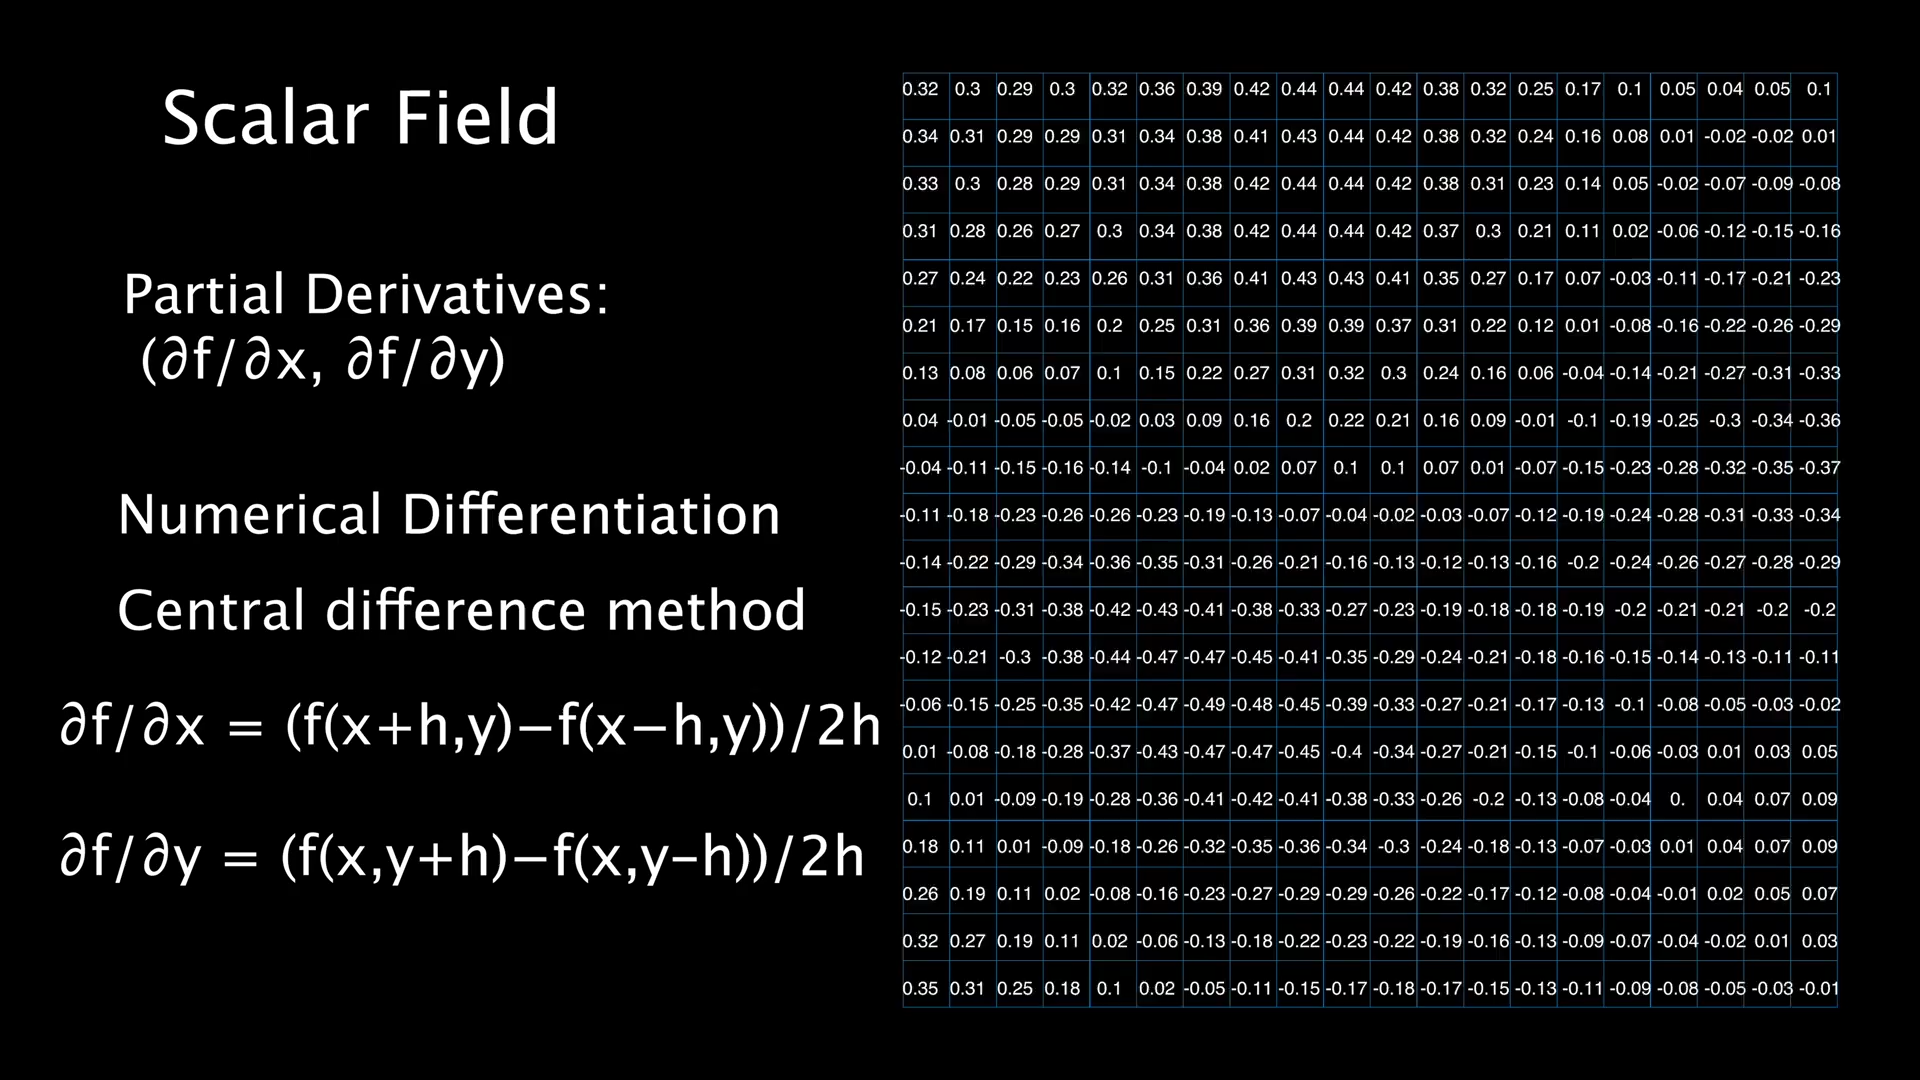 Scalar Field
Partial Derivatives:
(∂f/∂x, ∂f/∂y)
Numerical Differentiation
Central difference method
∂f/∂x = (f(x+h,y)−f(x−h,y))/2h
∂f/∂y = (f(x,y+h)−f(x,y-h))/2h
0.32 0.3 0.29 0.3 0.32 0.36 0.39 0.42 0.44 0.44 0.42 0.38 0.32 0.25 0.17 0.1 0.05 0.04 0.05 0.1
0.34 0.31 0.29 0.29 0.31 0.34 0.38 0.41 0.43 0.44 0.42 0.38 0.32 0.24 0.16 0.08 0.01 -0.02 -0.02 0.01
0.33 0.3 0.28 0.29 0.31 0.34 0.38 0.42 0.44 0.44 0.42 0.38 0.31 0.23 0.14 0.05 -0.02 -0.07 -0.09 -0.08
0.31 0.28 0.26 0.27 0.3 0.34 0.38 0.42 0.44 0.44 0.42 0.37 0.3 0.21 0.11 0.02 -0.06 -0.12 -0.15 -0.16
0.27 0.24 0.22 0.23 0.26 0.31 0.36 0.41 0.43 0.43 0.41 0.35 0.27 0.17 0.07 -0.03 -0.11 -0.17 -0.21 -0.23
0.21 0.17 0.15 0.16 0.2 0.25 0.31 0.36 0.39 0.39 0.37 0.31 0.22 0.12 0.01 -0.08 -0.16 -0.22 -0.26 -0.29
0.13 0.08 0.06 0.07 0.1 0.15 0.22 0.27 0.31 0.32 0.3 0.24 0.16 0.06 -0.04 -0.14 -0.21 -0.27 -0.31 -0.33
0.04 -0.01 -0.05 -0.05 -0.02 0.03 0.09 0.16 0.2 0.22 0.21 0.16 0.09 -0.01 -0.1 -0.19 -0.25 -0.3 -0.34 -0.36
-0.04 -0.11 -0.15 -0.16 -0.14 -0.1 -0.04 0.02 0.07 0.1 0.1 0.07 0.01 -0.07 -0.15 -0.23 -0.28 -0.32 -0.35 -0.37
-0.11 -0.18 -0.23 -0.26 -0.26 -0.23 -0.19 -0.13 -0.07 -0.04 -0.02 -0.03 -0.07 -0.12 -0.19 -0.24 -0.28 -0.31 -0.33 -0.34
-0.14 -0.22 -0.29 -0.34 -0.36 -0.35 -0.31 -0.26 -0.21 -0.16 -0.13 -0.12 -0.13 -0.16 -0.2 -0.24 -0.26 -0.27 -0.28 -0.29
-0.15 -0.23 -0.31 -0.38 -0.42 -0.43 -0.41 -0.38 -0.33 -0.27 -0.23 -0.19 -0.18 -0.18 -0.19 -0.2 -0.21 -0.21 -0.2 -0.2
-0.12 -0.21 -0.3 -0.38 -0.44 -0.47 -0.47 -0.45 -0.41 -0.35 -0.29 -0.24 -0.21 -0.18 -0.16 -0.15 -0.14 -0.13 -0.11 -0.11
-0.06 -0.15 -0.25 -0.35 -0.42 -0.47 -0.49 -0.48 -0.45 -0.39 -0.33 -0.27 -0.21 -0.17 -0.13 -0.1 -0.08 -0.05 -0.03 -0.02
0.01 -0.08 -0.18 -0.28 -0.37 -0.43 -0.47 -0.47 -0.45 -0.4 -0.34 -0.27 -0.21 -0.15 -0.1 -0.06 -0.03 0.01 0.03 0.05
0.1 0.01 -0.09 -0.19 -0.28 -0.36 -0.41 -0.42 -0.41 -0.38 -0.33 -0.26 -0.2 -0.13 -0.08 -0.04 0. 0.04 0.07 0.09
0.18 0.11 0.01 -0.09 -0.18 -0.26 -0.32 -0.35 -0.36 -0.34 -0.3 -0.24 -0.18 -0.13 -0.07 -0.03 0.01 0.04 0.07 0.09
0.26 0.19 0.11 0.02 -0.08 -0.16 -0.23 -0.27 -0.29 -0.29 -0.26 -0.22 -0.17 -0.12 -0.08 -0.04 -0.01 0.02 0.05 0.07
0.32 0.27 0.19 0.11 0.02 -0.06 -0.13 -0.18 -0.22 -0.23 -0.22 -0.19 -0.16 -0.13 -0.09 -0.07 -0.04 -0.02 0.01 0.03
0.35 0.31 0.25 0.18 0.1 0.02 -0.05 -0.11 -0.15 -0.17 -0.18 -0.17 -0.15 -0.13 -0.11 -0.09 -0.08 -0.05 -0.03 -0.01